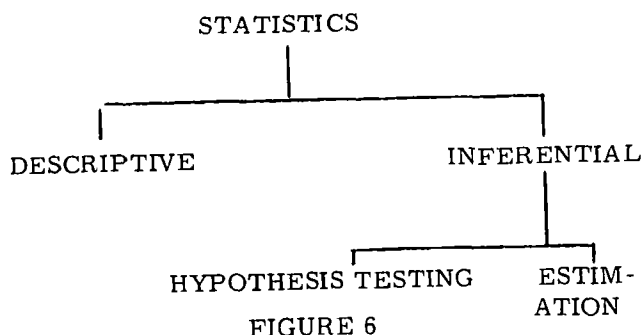 STATISTICS
DESCRIPTIVE INFERENTIAL
HYPOTHESIS TESTING ESTIM-
ATION
FIGURE 6